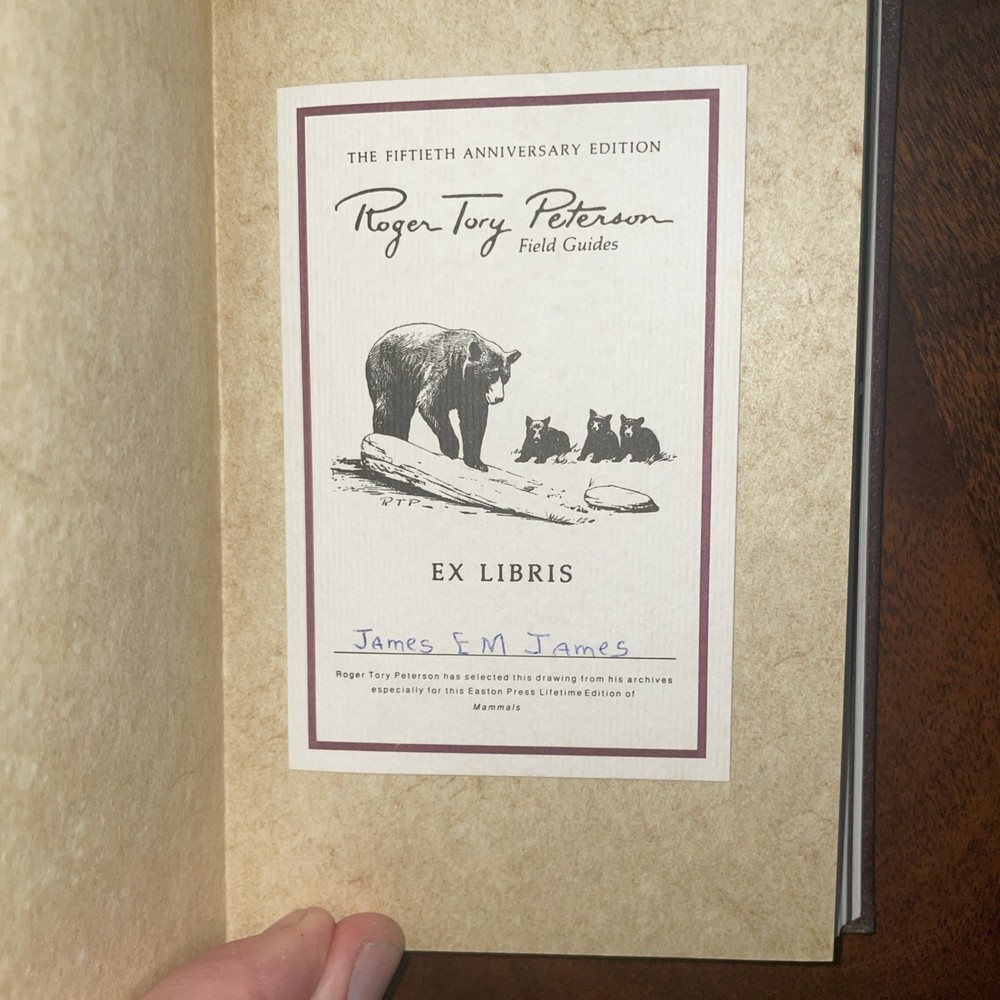 THE FIFTIETH ANNIVERSARY EDITION
Roger Tory Peterson
Field Guides
RTP
EX LIBRIS
James E M James
Roger Tory Peterson has selected this drawing from his archives
especially for this Easton Press Lifetime Edition of
Mammals